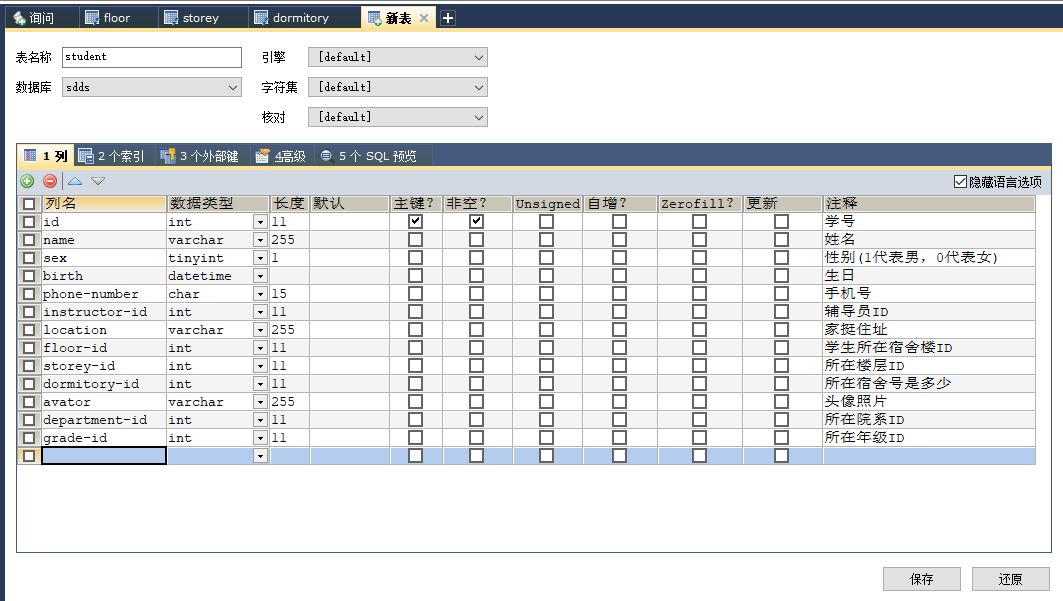 询问 floor storey dormitory 新表
表名称 student 引擎 [default]
数据库 sdds 字符集 [default]
核对 [default]
1 列 2 个索引 3 个外部键 4高级 5 个 SQL 预览
隐藏语言选项
列名 数据类型 长度 默认 主键? 非空? Unsigned 自增? Zerofill? 更新 注释
id int 11 学号
name varchar 255 姓名
sex tinyint 1 性别(1代表男, 0代表女)
birth datetime 生日
phone-number char 15 手机号
instructor-id int 11 辅导员ID
location varchar 255 家挺住址
floor-id int 11 学生所在宿舍楼ID
storey-id int 11 所在楼层ID
dormitory-id int 11 所在宿舍号是多少
avator varchar 255 头像照片
department-id int 11 所在院系ID
grade-id int 11 所在年级ID
保存 还原